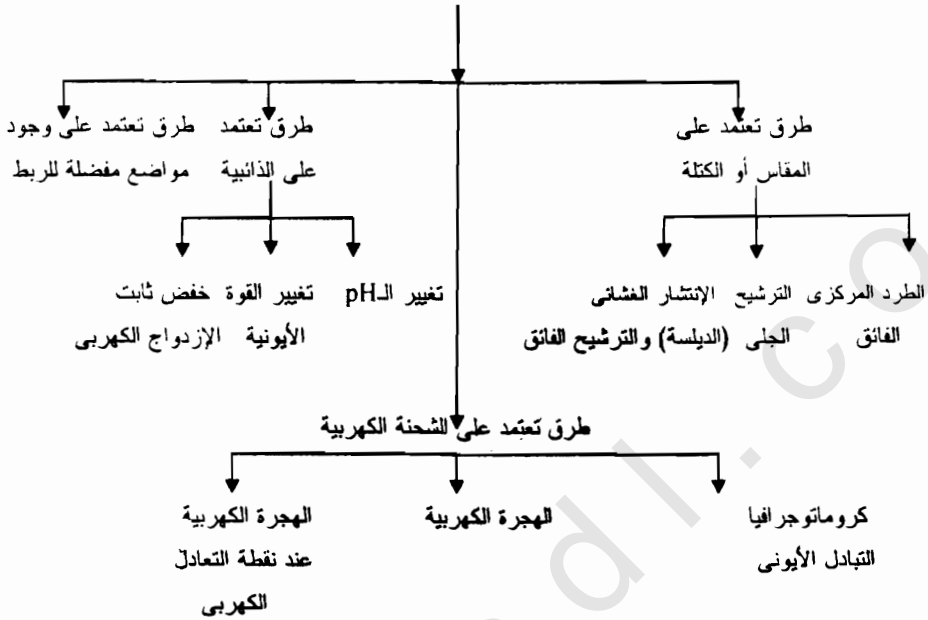 طرق تعتمد على
المقاس أو الكتلة
طرق تعتمد
على الذائبية
طرق تعتمد على وجود
مواضع مفضلة للربط
الطرد المركزى
الفائق
الترشيح
الجلى
الإنتشار الغشائى
(الديلسة) والترشيح الفائق
تغيير الـpH
تغيير القوة
الأيونية
خفض ثابت
الإزدواج الكهربى
طرق تعتمد على الشحنة الكهربية
كروماتوجرافيا
التبادل الأيونى
الهجرة الكهربية
الهجرة الكهربية
عند نقطة التعادل
الكهربى
d l . c o